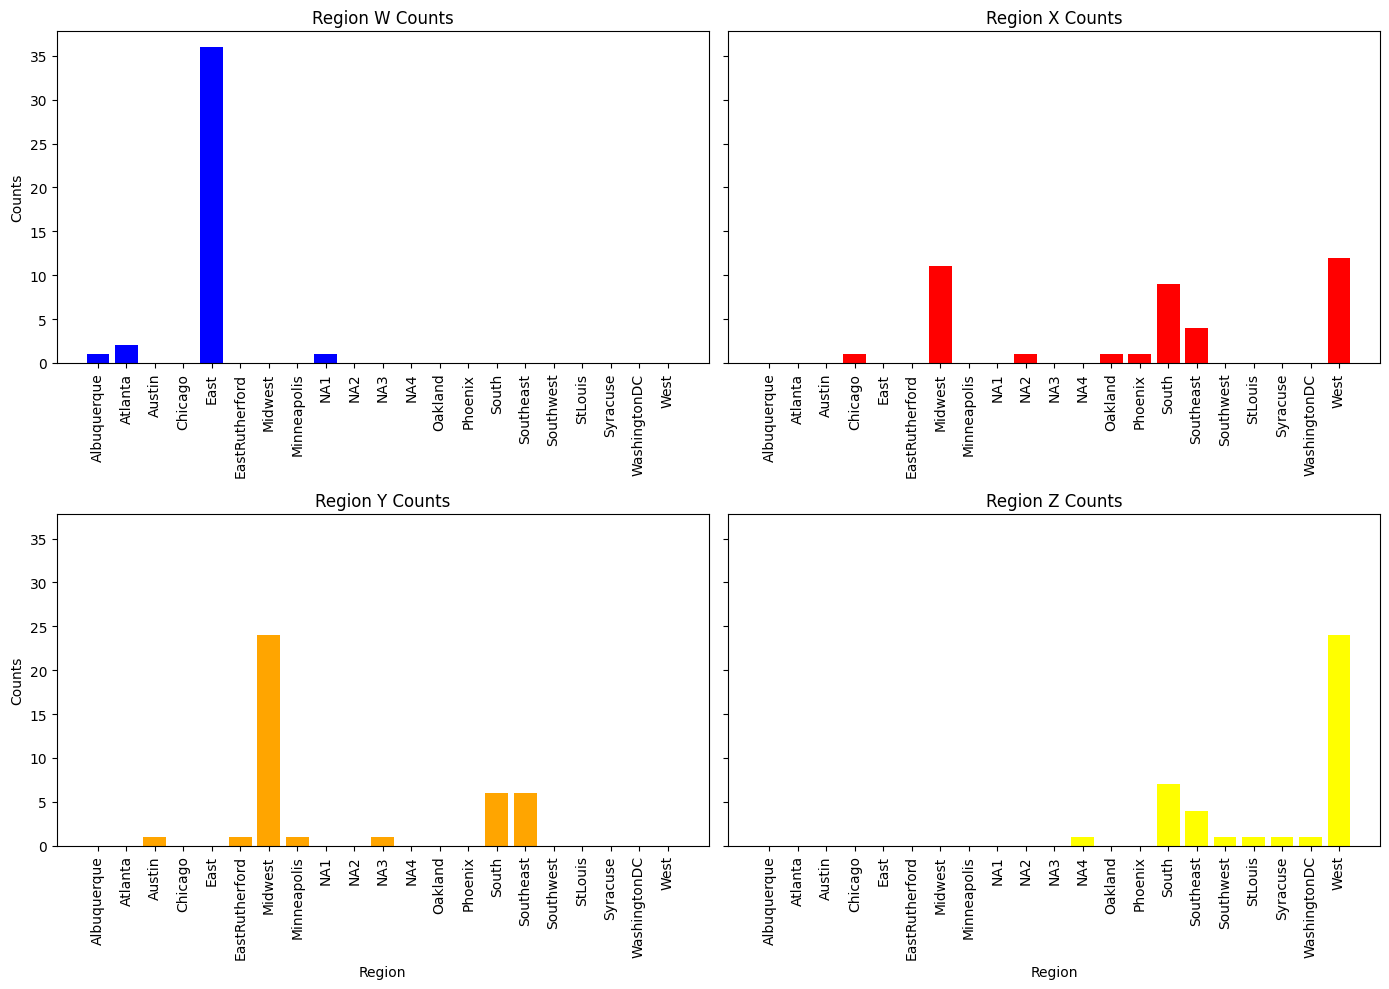 Region W Counts
Counts
35
30
25
20
15
10
5
0
Albuquerque
Atlanta
Austin
Chicago
East
EastRutherford
Midwest
Minneapolis
NA1
NA2
NA3
NA4
Oakland
Phoenix
South
Southeast
Southwest
StLouis
Syracuse
WashingtonDC
West
Region X Counts
Albuquerque
Atlanta
Austin
Chicago
East
EastRutherford
Midwest
Minneapolis
NA1
NA2
NA3
NA4
Oakland
Phoenix
South
Southeast
Southwest
StLouis
Syracuse
WashingtonDC
West
Region Y Counts
Counts
35
30
25
20
15
10
5
0
Albuquerque
Atlanta
Austin
Chicago
East
EastRutherford
Midwest
Minneapolis
NA1
NA2
NA3
NA4
Oakland
Phoenix
South
Southeast
Southwest
StLouis
Syracuse
WashingtonDC
West
Region
Region Z Counts
Albuquerque
Atlanta
Austin
Chicago
East
EastRutherford
Midwest
Minneapolis
NA1
NA2
NA3
NA4
Oakland
Phoenix
South
Southeast
Southwest
StLouis
Syracuse
WashingtonDC
West
Region